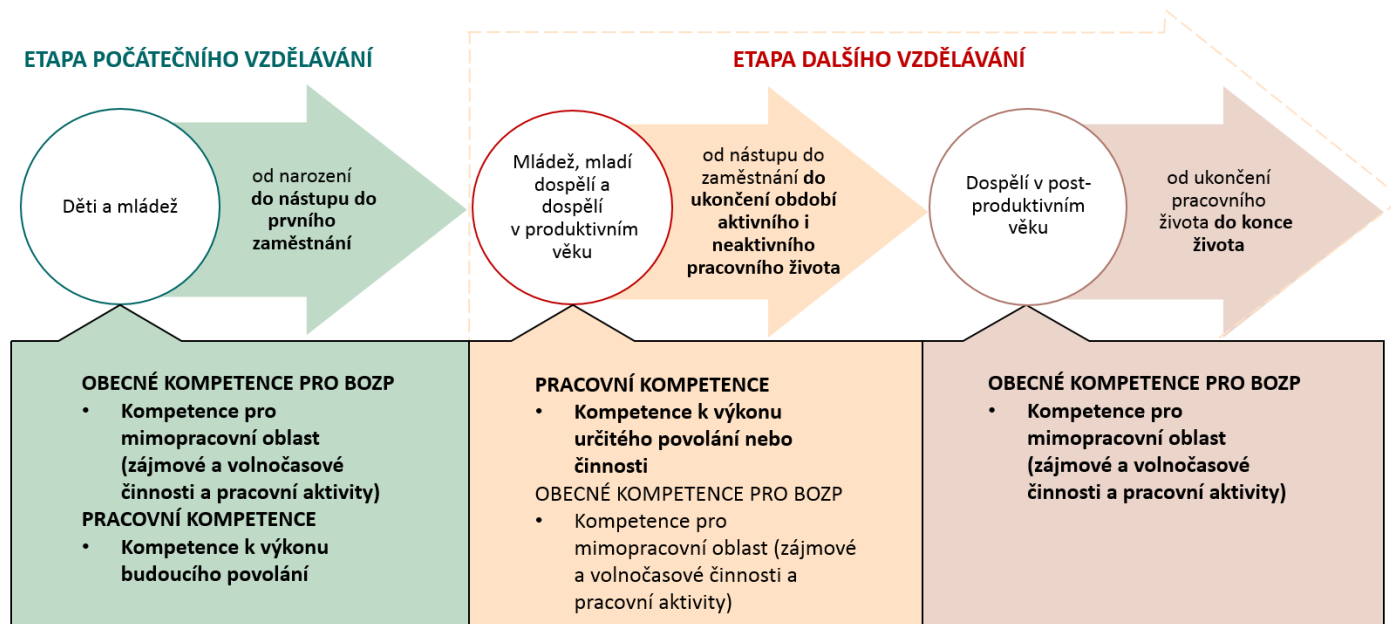 ETAPA POČÁTEČNÍHO VZDĚLÁVÁNÍ
ETAPA DALŠÍHO VZDĚLÁVÁNÍ
Děti a mládež
od narození
do nástupu do
prvního
zaměstnání
Mládež, mladí
dospělí a
dospělí
v produktivním
věku
od nástupu do
zaměstnání do
ukončení období
aktivního i
neaktivního
pracovního života
Dospělí v post-
produktivním
věku
od ukončení
pracovního
života do konce
života
OBECNÉ KOMPETENCE PRO BOZP
• Kompetence pro
mimopracovní oblast
(zájmové a volnočasové
činnosti a pracovní aktivity)
PRACOVNÍ KOMPETENCE
• Kompetence k výkonu
budoucího povolání
PRACOVNÍ KOMPETENCE
• Kompetence k výkonu
určitého povolání nebo
činnosti
OBECNÉ KOMPETENCE PRO BOZP
• Kompetence pro
mimopracovní oblast (zájmové
a volnočasové činnosti a
pracovní aktivity)
OBECNÉ KOMPETENCE PRO BOZP
• Kompetence pro
mimopracovní oblast
(zájmové a volnočasové
činnosti a pracovní aktivity)